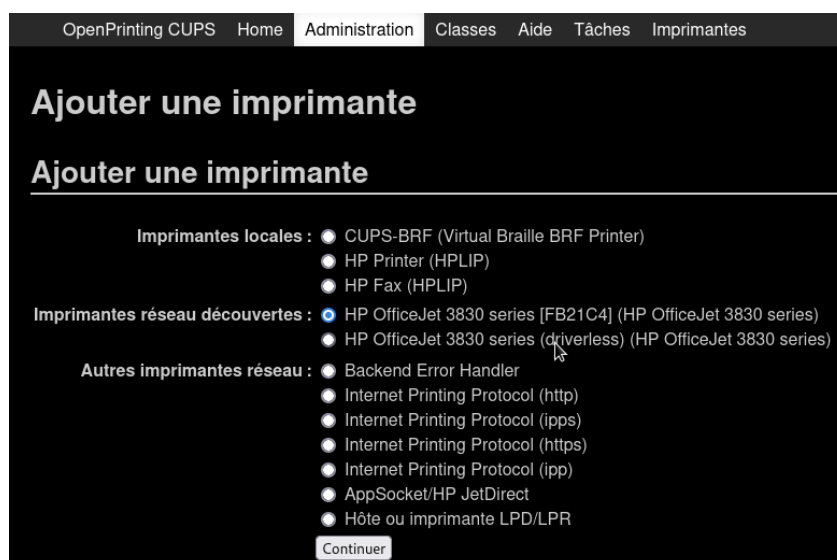 OpenPrinting CUPS Home Administration Classes Aide Tâches Imprimantes
Ajouter une imprimante
Ajouter une imprimante
Imprimantes locales : CUPS-BRF (Virtual Braille BRF Printer)
HP Printer (HPLIP)
HP Fax (HPLIP)
Imprimantes réseau découvertes : HP OfficeJet 3830 series [FB21C4] (HP OfficeJet 3830 series)
HP OfficeJet 3830 series (driverless) (HP OfficeJet 3830 series)
Autres imprimantes réseau : Backend Error Handler
Internet Printing Protocol (http)
Internet Printing Protocol (ipps)
Internet Printing Protocol (https)
Internet Printing Protocol (ipp)
AppSocket/HP JetDirect
Hôte ou imprimante LPD/LPR
Continuer